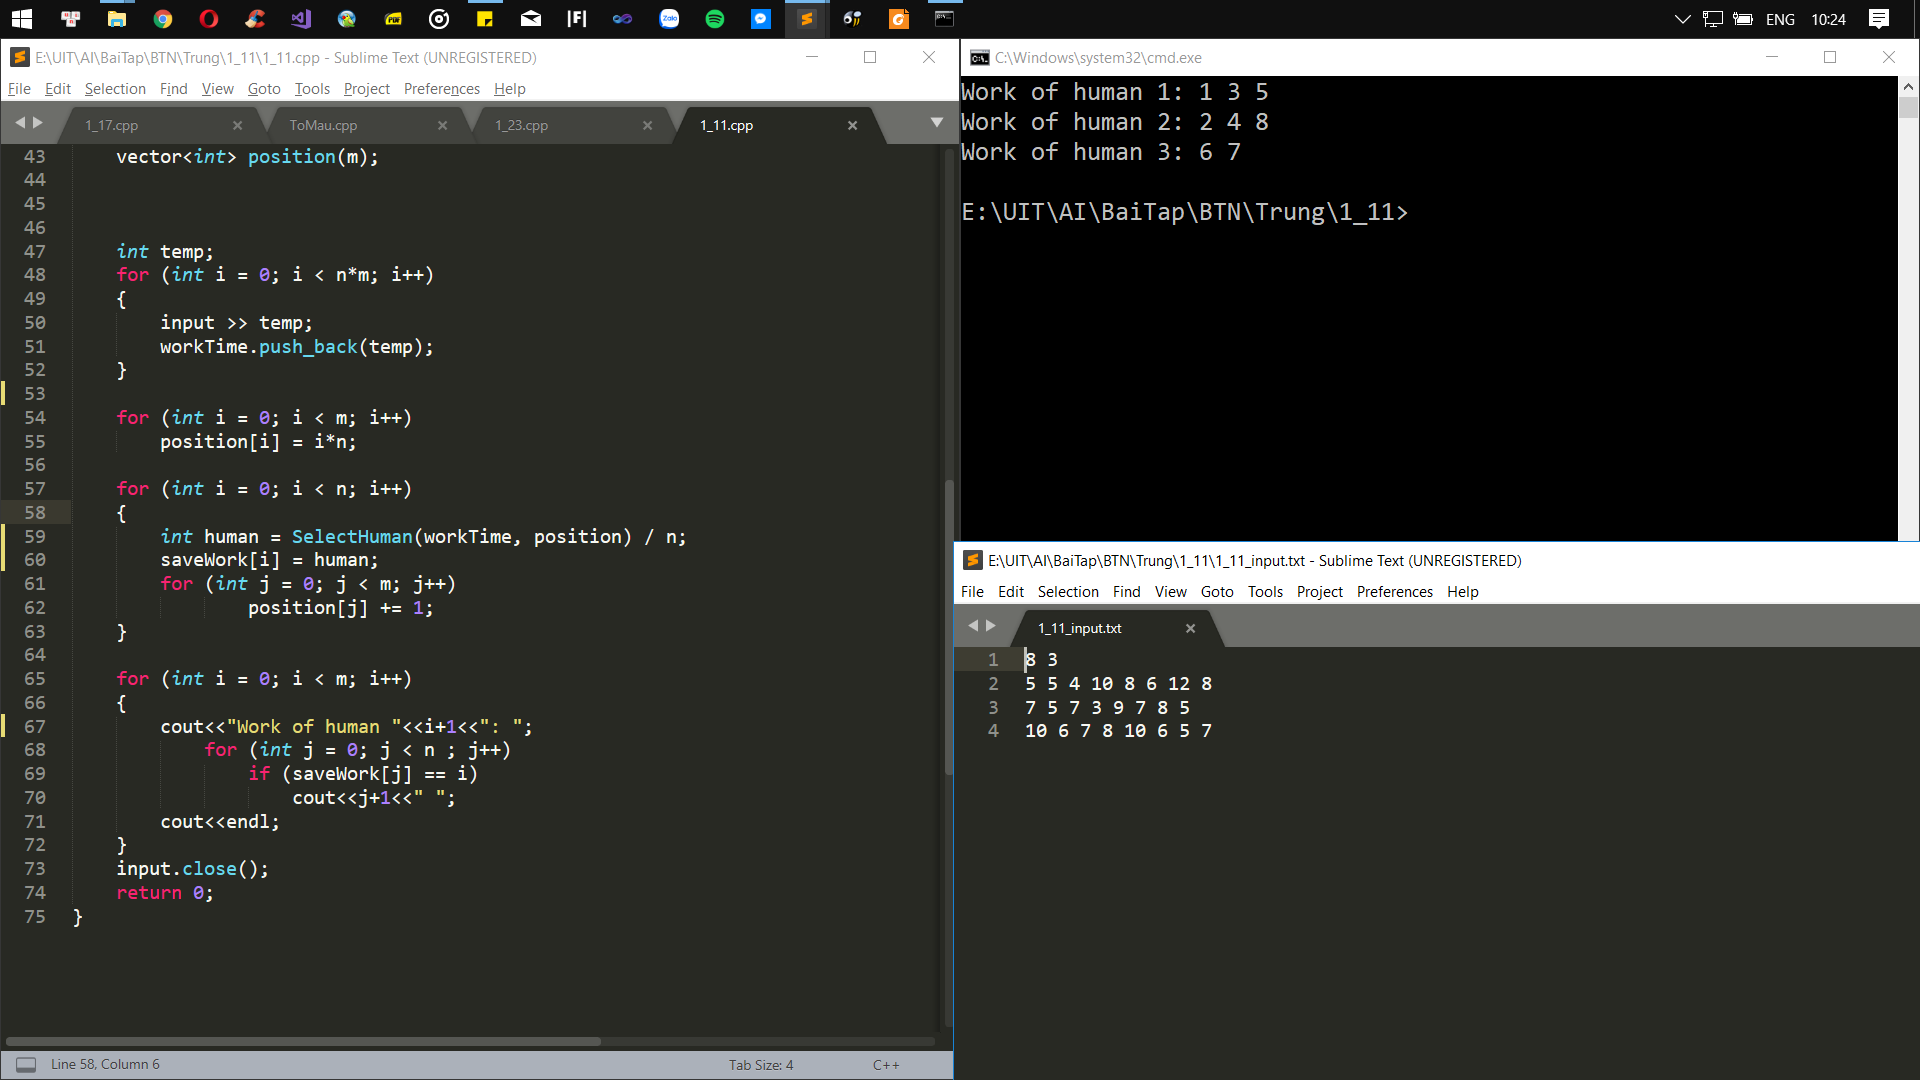 PDF
|F|
Zalo
ENG 10:24
E:\UIT\AI\BaiTap\BTN\Trung\1_11\1_11.cpp - Sublime Text (UNREGISTERED)
File Edit Selection Find View Goto Tools Project Preferences Help
1_17.cpp ToMau.cpp 1_23.cpp 1_11.cpp
43 vector<int> position(m);
44
45
46
47 int temp;
48 for (int i = 0; i < n*m; i++)
49 {
50 input >> temp;
51 workTime.push_back(temp);
52 }
53
54 for (int i = 0; i < m; i++)
55 position[i] = i*n;
56
57 for (int i = 0; i < n; i++)
58 {
59 int human = SelectHuman(workTime, position) / n;
60 saveWork[i] = human;
61 for (int j = 0; j < m; j++)
62 position[j] += 1;
63 }
64
65 for (int i = 0; i < m; i++)
66 {
67 cout<<"Work of human "<<i+1<<": ";
68 for (int j = 0; j < n ; j++)
69 if (saveWork[j] == i)
70 cout<<j+1<<" ";
71 cout<<endl;
72 }
73 input.close();
74 return 0;
75 }
Line 58, Column 6 Tab Size: 4 C++
C:\Windows\system32\cmd.exe
Work of human 1: 1 3 5
Work of human 2: 2 4 8
Work of human 3: 6 7
E:\UIT\AI\BaiTap\BTN\Trung\1_11>
E:\UIT\AI\BaiTap\BTN\Trung\1_11\1_11_input.txt - Sublime Text (UNREGISTERED)
File Edit Selection Find View Goto Tools Project Preferences Help
1_11_input.txt
1 8 3
2 5 5 4 10 8 6 12 8
3 7 5 7 3 9 7 8 5
4 10 6 7 8 10 6 5 7